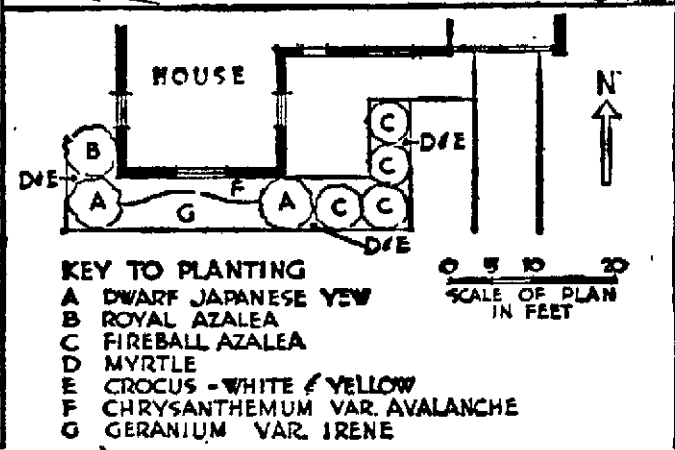 HOUSE
N
B
D&E
A
F
G
A
C
C
C
C
D&E
D&E
0 5 10 20
SCALE OF PLAN
IN FEET
KEY TO PLANTING
A DWARF JAPANESE YEW
B ROYAL AZALEA
C FIREBALL AZALEA
D MYRTLE
E CROCUS - WHITE & YELLOW
F CHRYSANTHEMUM VAR. AVALANCHE
G GERANIUM VAR. IRENE